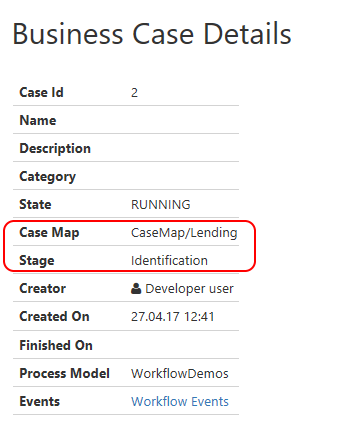 Business Case Details
Case Id 2
Name
Description
Category
State RUNNING
Case Map CaseMap/Lending
Stage Identification
Creator Developer user
Created On 27.04.17 12:41
Finished On
Process Model WorkflowDemos
Events Workflow Events